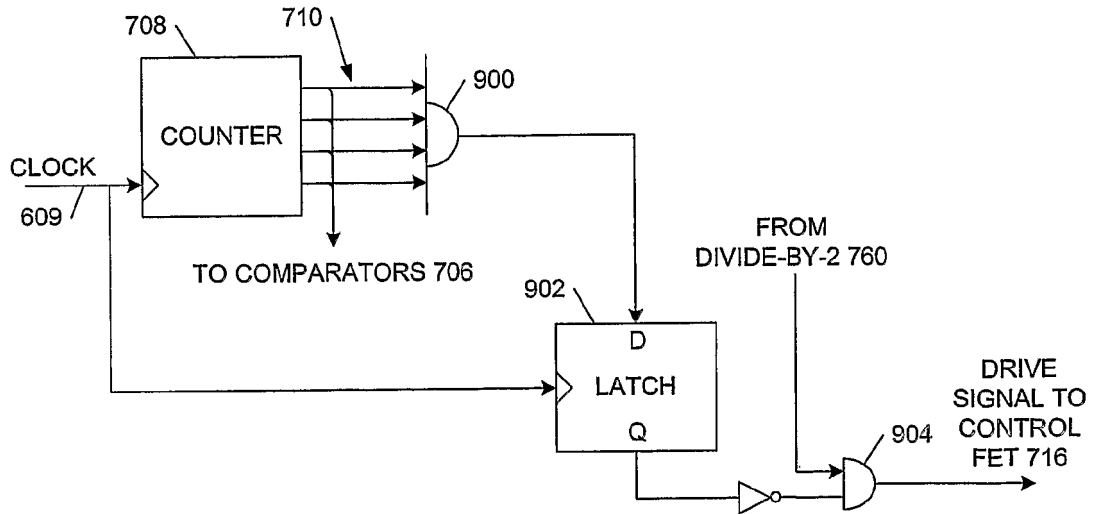 708
710
900
COUNTER
CLOCK
609
TO COMPARATORS 706
FROM
DIVIDE-BY-2 760
902
D
LATCH
Q
904
DRIVE
SIGNAL TO
CONTROL
FET 716